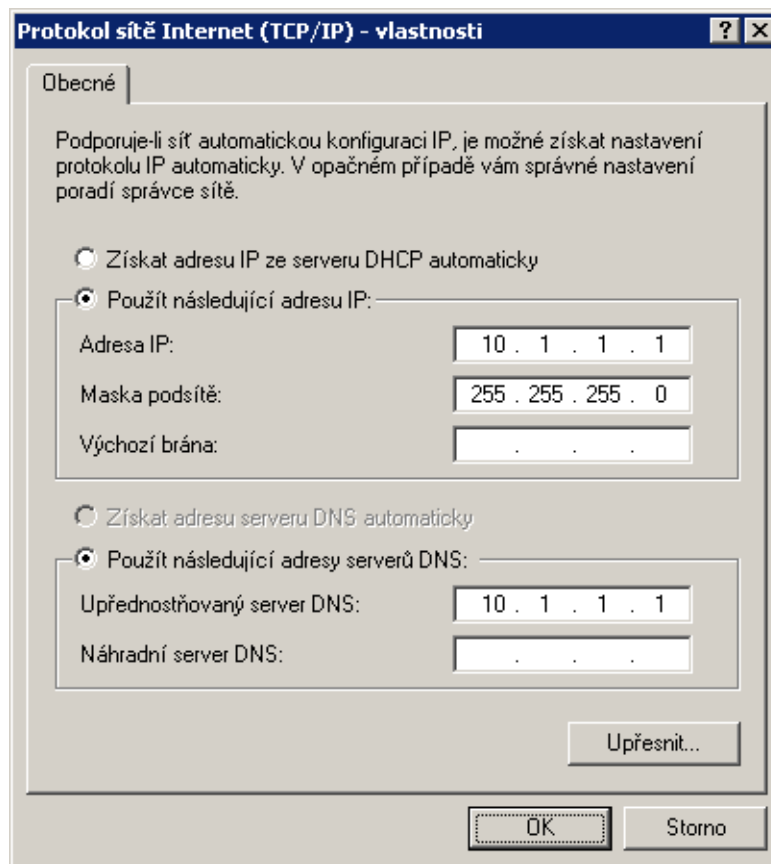 Protokol sítě Internet (TCP/IP) - vlastnosti
Obecné
Podporuje-li síť automatickou konfiguraci IP, je možné získat nastavení
protokolu IP automaticky. V opačném případě vám správné nastavení
poradí správce sítě.
Získat adresu IP ze serveru DHCP automaticky
Použít následující adresu IP:
Adresa IP: 10 . 1 . 1 . 1
Maska podsítě: 255 . 255 . 255 . 0
Výchozí brána: . . .
Získat adresu serveru DNS automaticky
Použít následující adresy serverů DNS:
Upřednostňovaný server DNS: 10 . 1 . 1 . 1
Náhradní server DNS: . . .
Upřesnit...
OK Storno